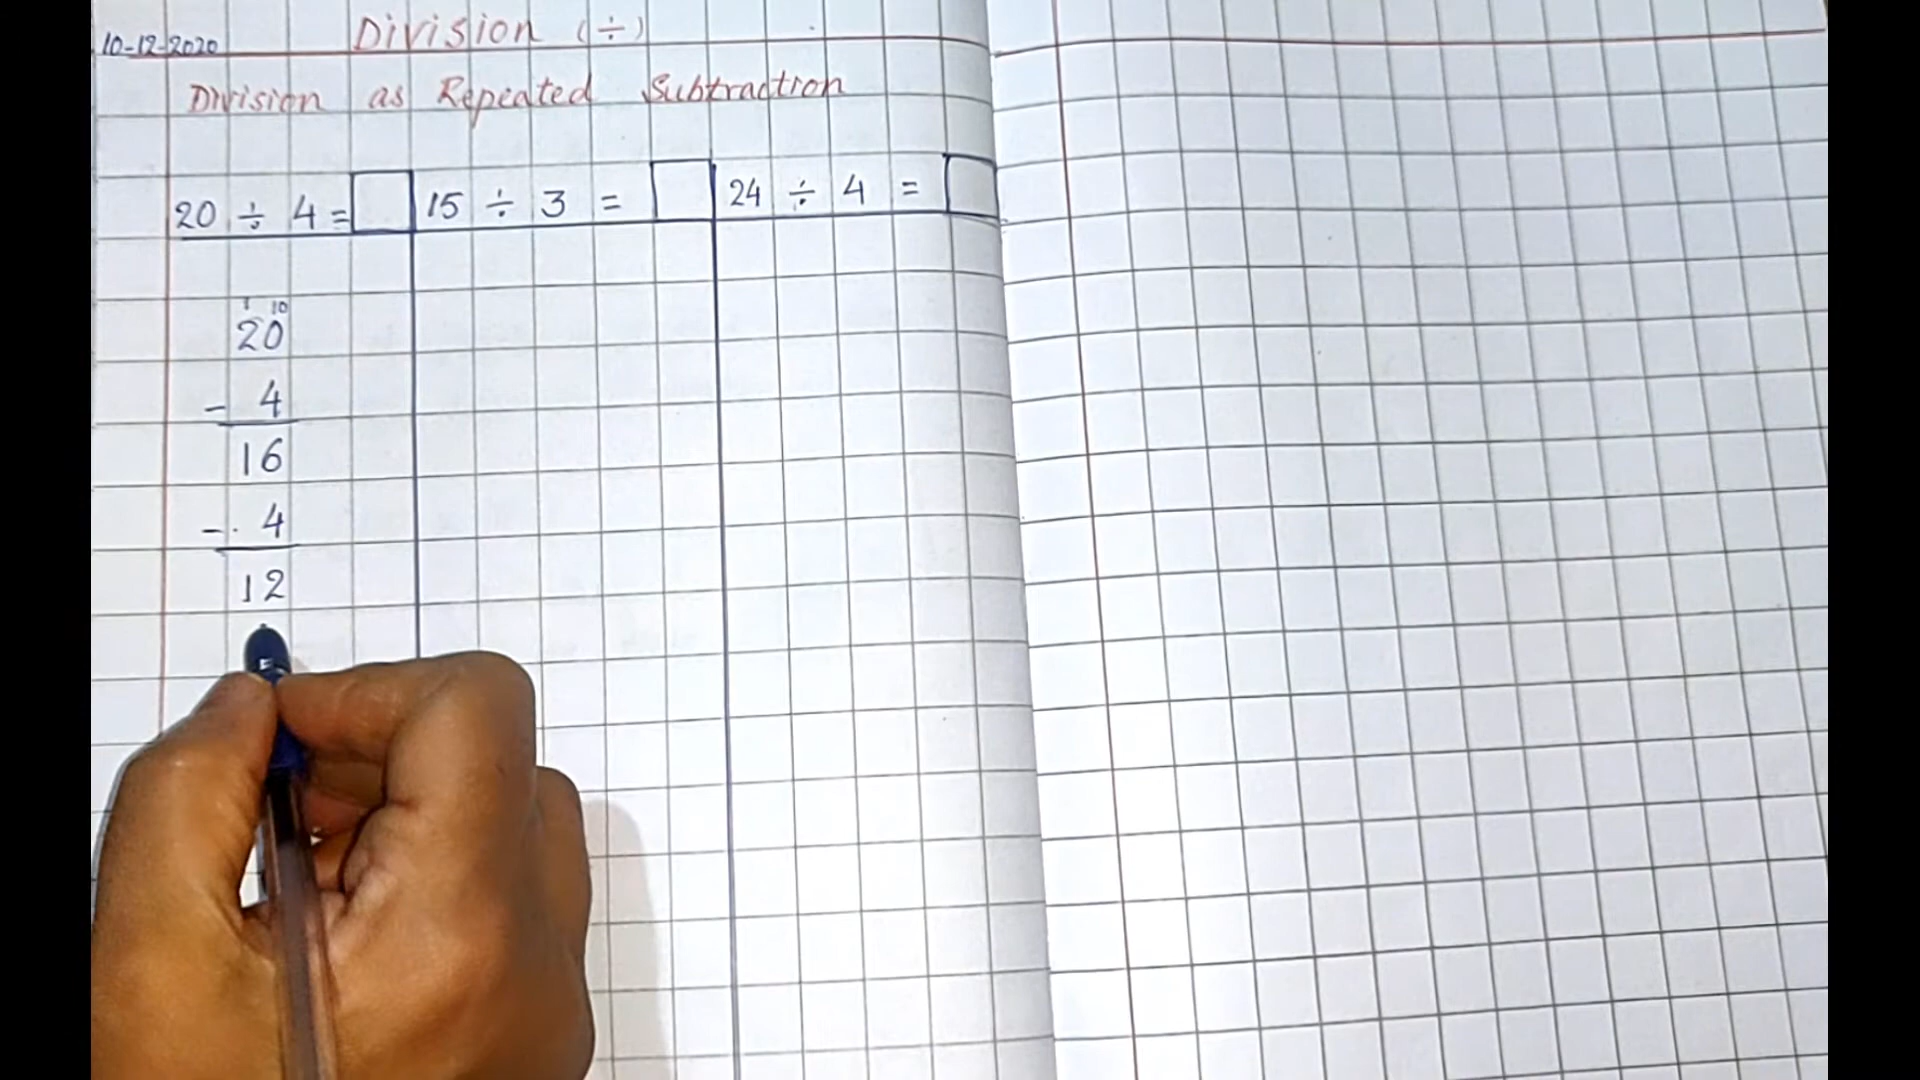 10-12-2020 Division (÷)
Division as Repeated Subtraction
20 ÷ 4 = 15 ÷ 3 = 24 ÷ 4 =
1 10
20
- 4
16
- 4
12